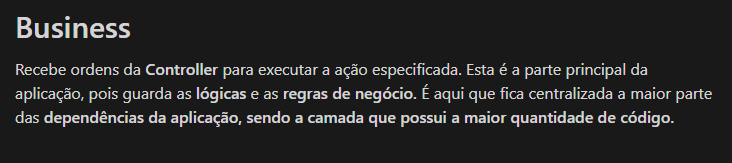 Business
Recebe ordens da Controller para executar a ação especificada. Esta é a parte principal da
aplicação, pois guarda as lógicas e as regras de negócio. É aqui que fica centralizada a maior parte
das dependências da aplicação, sendo a camada que possui a maior quantidade de código.